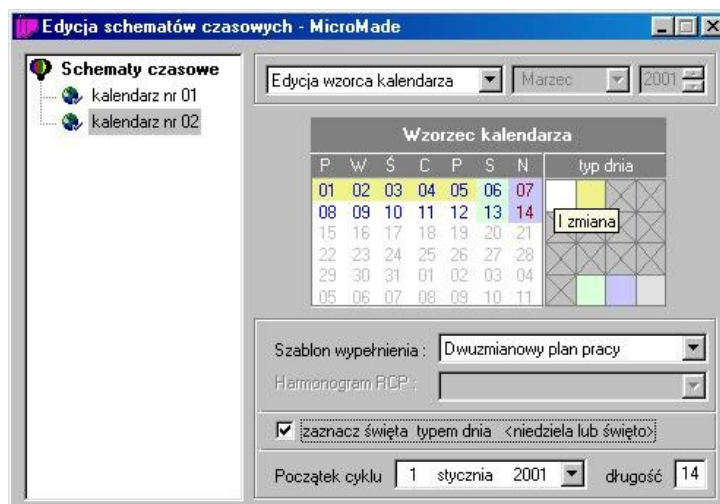 Edycja schematów czasowych - MicroMade
Schematy czasowe
kalendarz nr 01
kalendarz nr 02
Edycja wzorca kalendarza
Marzec
2001
Wzorzec kalendarza
P W Ś C P S N typ dnia
01 02 03 04 05 06 07
08 09 10 11 12 13 14
I zmiana
15 16 17 18 19 20 21
22 23 24 25 26 27 28
29 30 31 01 02 03 04
05 06 07 08 09 10 11
Szablon wypełnienia : Dwuzmianowy plan pracy
Harmonogram RCP :
zaznacz święta typem dnia <niedziela lub święto>
Początek cyklu 1 stycznia 2001 długość 14